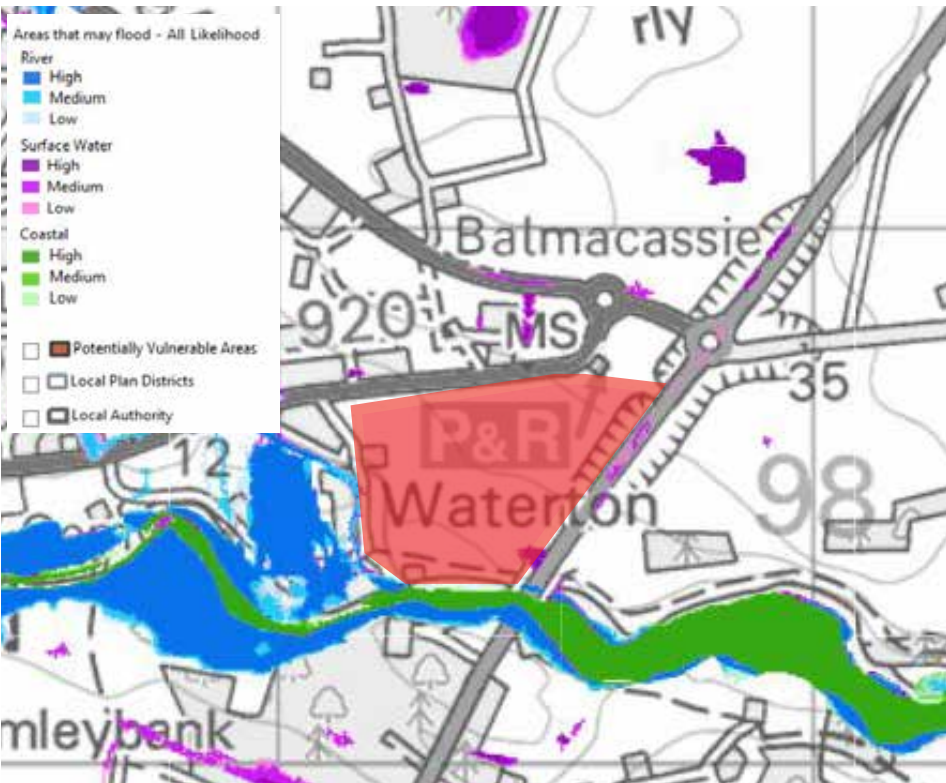 Areas that may flood - All Likelihood
River
High
Medium
Low
Surface Water
High
Medium
Low
Coastal
High
Medium
Low
Potentially Vulnerable Areas
Local Plan Districts
Local Authority
rly
Batmacassie
920
MS
35
P&R
12
Waterton
98
mleybank